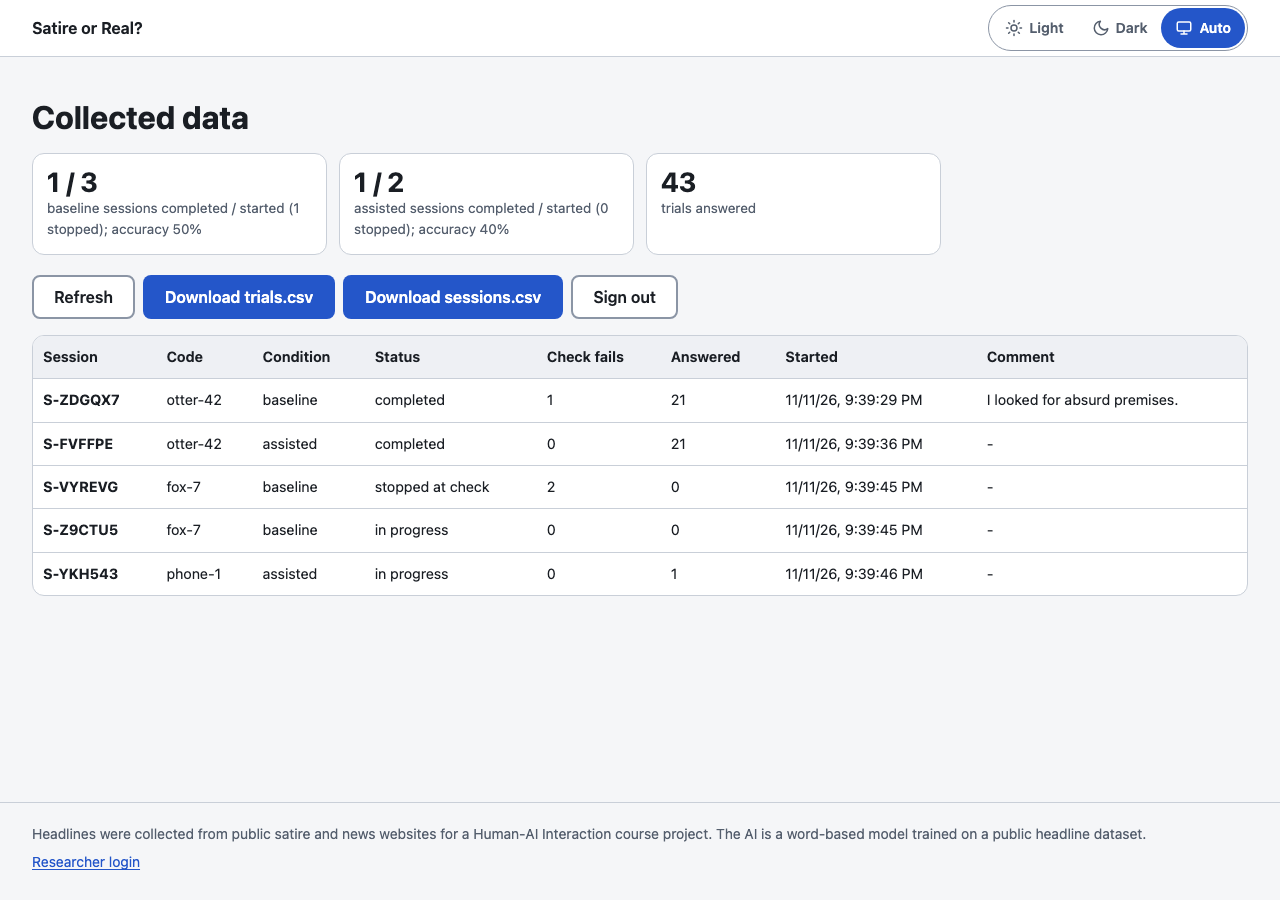 Satire or Real?
Light
Dark
Auto
Collected data
1 / 3
baseline sessions completed / started (1
stopped); accuracy 50%
1 / 2
assisted sessions completed / started (0
stopped); accuracy 40%
43
trials answered
Refresh
Download trials.csv
Download sessions.csv
Sign out
Session Code Condition Status Check fails Answered Started Comment
S-ZDGQX7 otter-42 baseline completed 1 21 11/11/26, 9:39:29 PM I looked for absurd premises.
S-FVFFPE otter-42 assisted completed 0 21 11/11/26, 9:39:36 PM -
S-VYREVG fox-7 baseline stopped at check 2 0 11/11/26, 9:39:45 PM -
S-Z9CTU5 fox-7 baseline in progress 0 0 11/11/26, 9:39:45 PM -
S-YKH543 phone-1 assisted in progress 0 1 11/11/26, 9:39:46 PM -
Headlines were collected from public satire and news websites for a Human-AI Interaction course project. The AI is a word-based model trained on a public headline dataset.
Researcher login